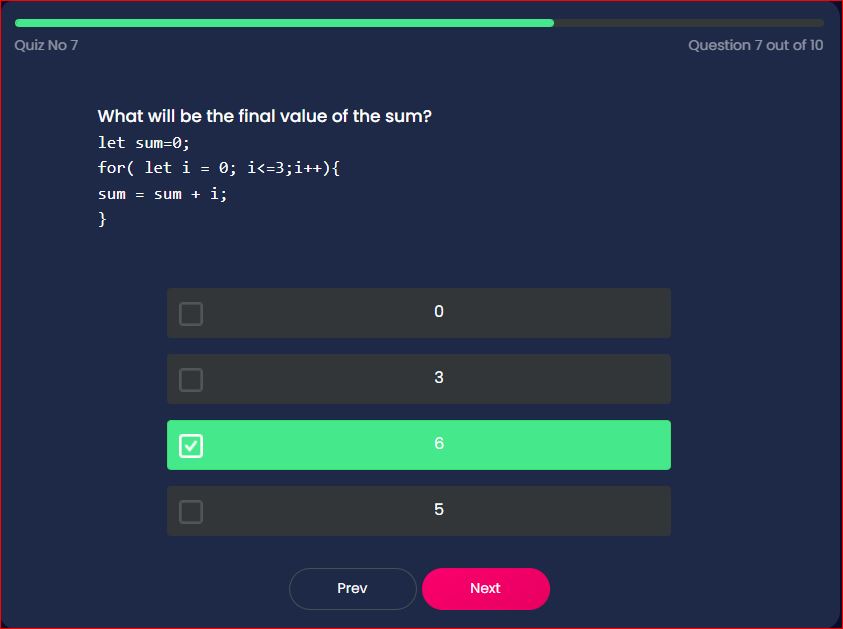 Quiz No 7
Question 7 out of 10
What will be the final value of the sum?
let sum=0;
for( let i = 0; i<=3;i++){
sum = sum + i;
}
0
3
6
5
Prev
Next